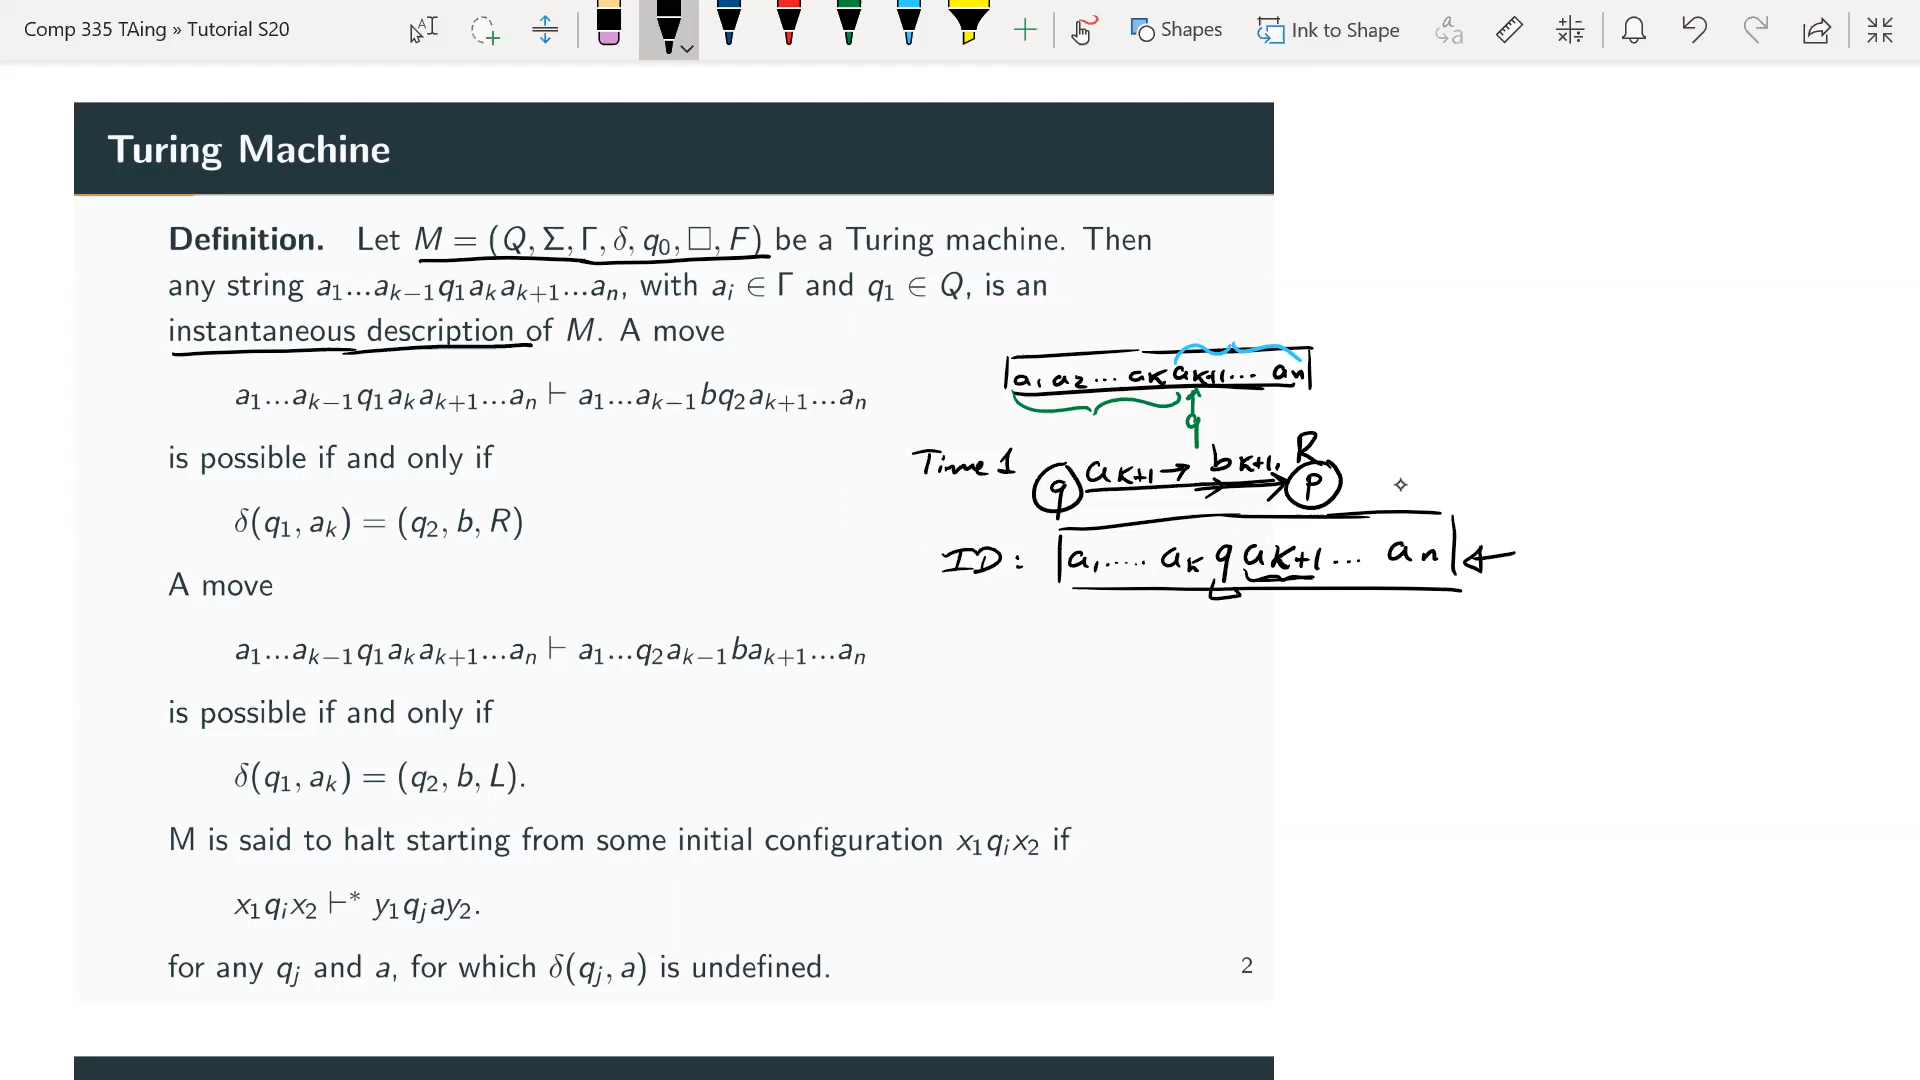 Comp 335 TAing » Tutorial S20
Shapes
Ink to Shape
Turing Machine
Definition. Let M = (Q, Σ, Γ, δ, q₀, □, F) be a Turing machine. Then
any string a₁...aₖ₋₁q₁aₖaₖ₊₁...aₙ, with aᵢ ∈ Γ and q₁ ∈ Q, is an
instantaneous description of M. A move
a₁...aₖ₋₁q₁aₖaₖ₊₁...aₙ ⊢ a₁...aₖ₋₁bq₂aₖ₊₁...aₙ
is possible if and only if
δ(q₁, aₖ) = (q₂, b, R)
A move
a₁...aₖ₋₁q₁aₖaₖ₊₁...aₙ ⊢ a₁...q₂aₖ₋₁baₖ₊₁...aₙ
is possible if and only if
δ(q₁, aₖ) = (q₂, b, L).
M is said to halt starting from some initial configuration x₁qᵢx₂ if
x₁qᵢx₂ ⊢* y₁qⱼay₂.
for any qⱼ and a, for which δ(qⱼ, a) is undefined.
2
a₁ a₂ ... aₖ aₖ₊₁ ... aₙ
q
Time 1
q aₖ₊₁ → bₖ₊₁, R p
ID: a₁ .... aₖ q aₖ₊₁ ... aₙ